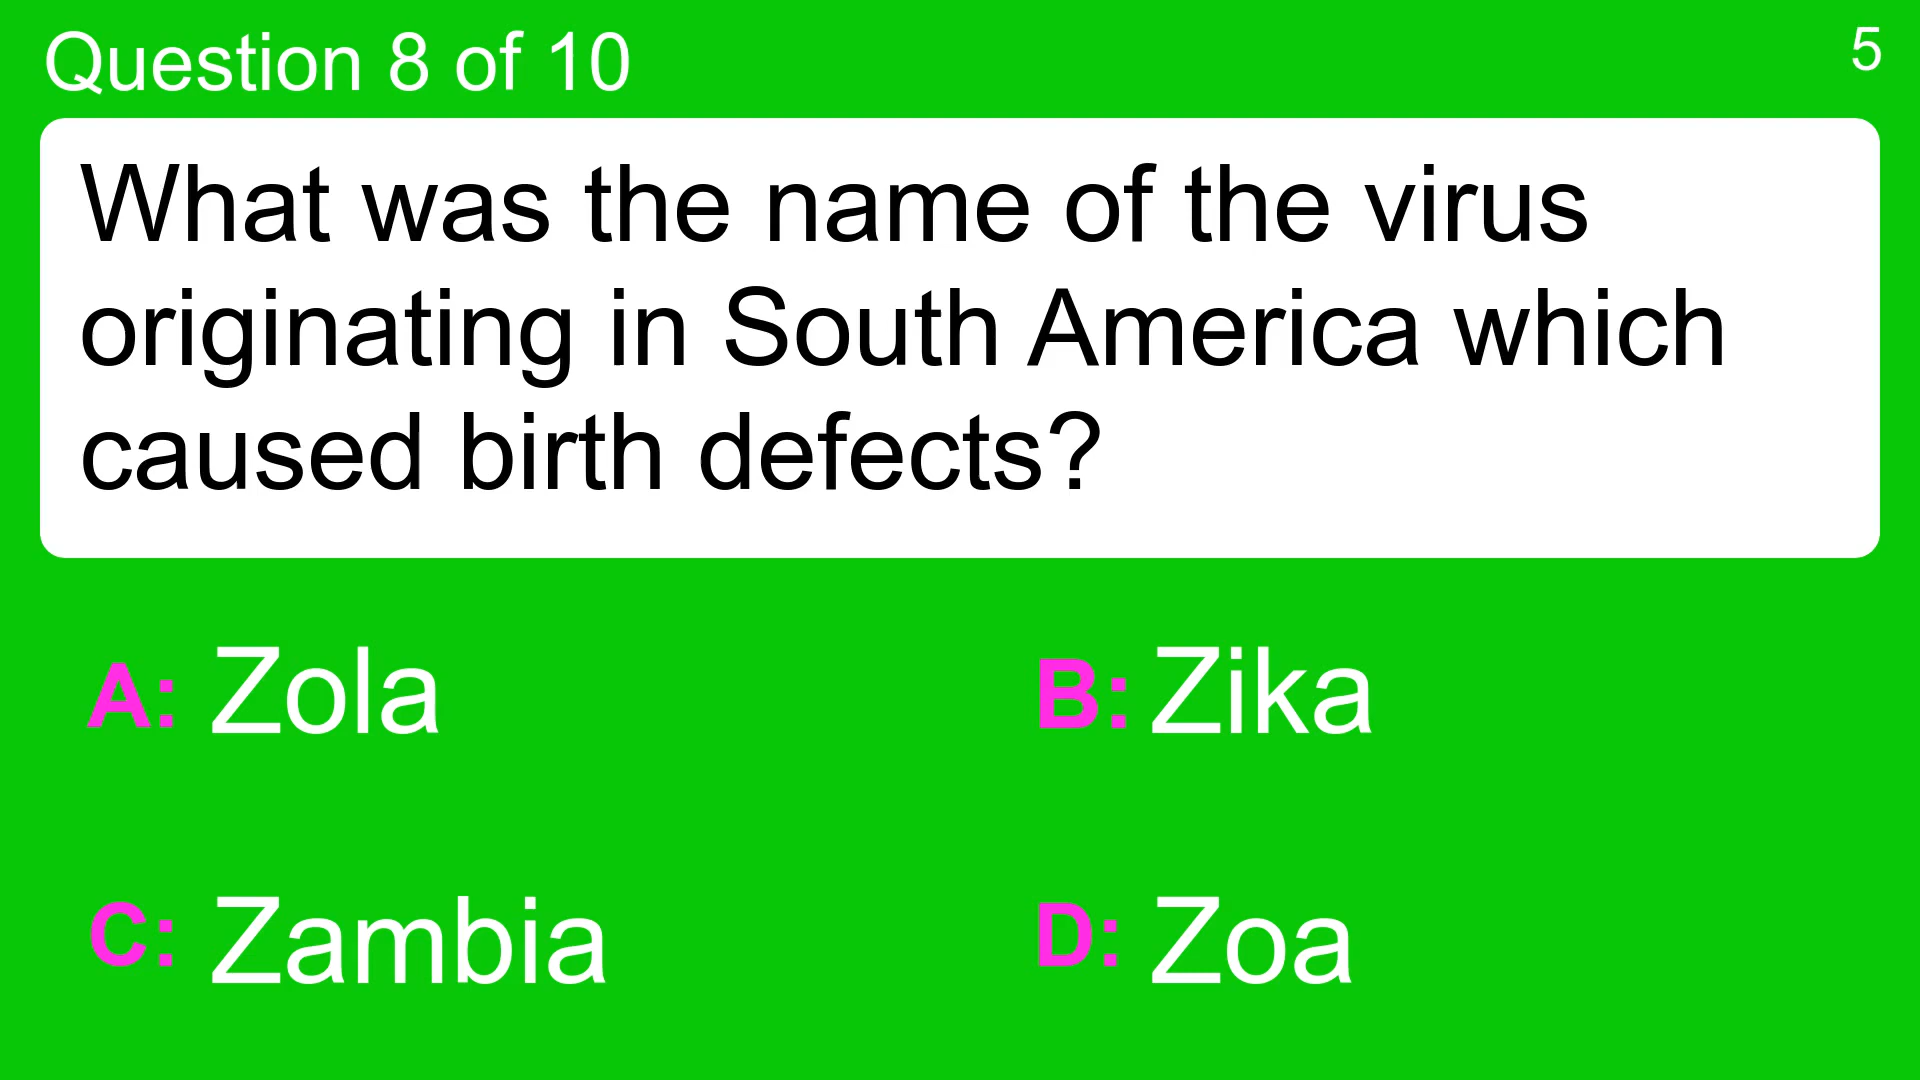 Question 8 of 10
5
What was the name of the virus
originating in South America which
caused birth defects?
A: Zola
B: Zika
C: Zambia
D: Zoa